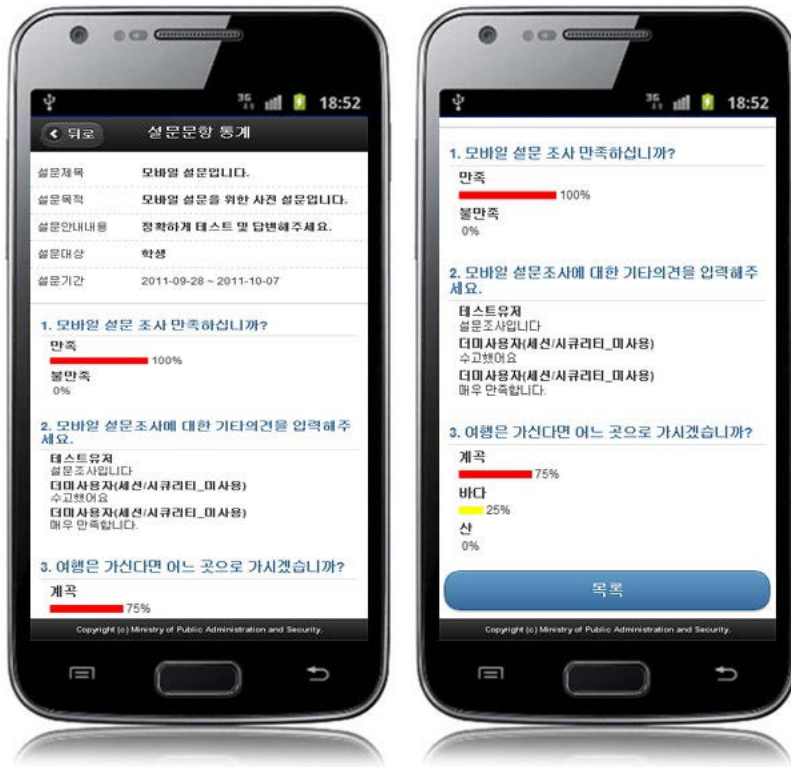 3G
18:52
뒤로
설문문항 통계
설문제목 모바일 설문입니다.
설문목적 모바일 설문을 위한 사전 설문입니다.
설문안내내용 정확하게 테스트 및 답변해주세요.
설문대상 학생
설문기간 2011-09-28 ~ 2011-10-07
1. 모바일 설문 조사 만족하십니까?
만족
100%
불만족
0%
2. 모바일 설문조사에 대한 기타의견을 입력해주
세요.
테스트유저
설문조사입니다
더미사용자(세션/시큐리티_미사용)
수고했어요
더미사용자(세션/시큐리티_미사용)
매우 만족합니다.
3. 여행은 가신다면 어느 곳으로 가시겠습니까?
계곡
75%
Copyright (c) Ministry of Public Administration and Security.
3G
18:52
1. 모바일 설문 조사 만족하십니까?
만족
100%
불만족
0%
2. 모바일 설문조사에 대한 기타의견을 입력해주
세요.
테스트유저
설문조사입니다
더미사용자(세션/시큐리티_미사용)
수고했어요
더미사용자(세션/시큐리티_미사용)
매우 만족합니다.
3. 여행은 가신다면 어느 곳으로 가시겠습니까?
계곡
75%
바다
25%
산
0%
목록
Copyright (c) Ministry of Public Administration and Security.